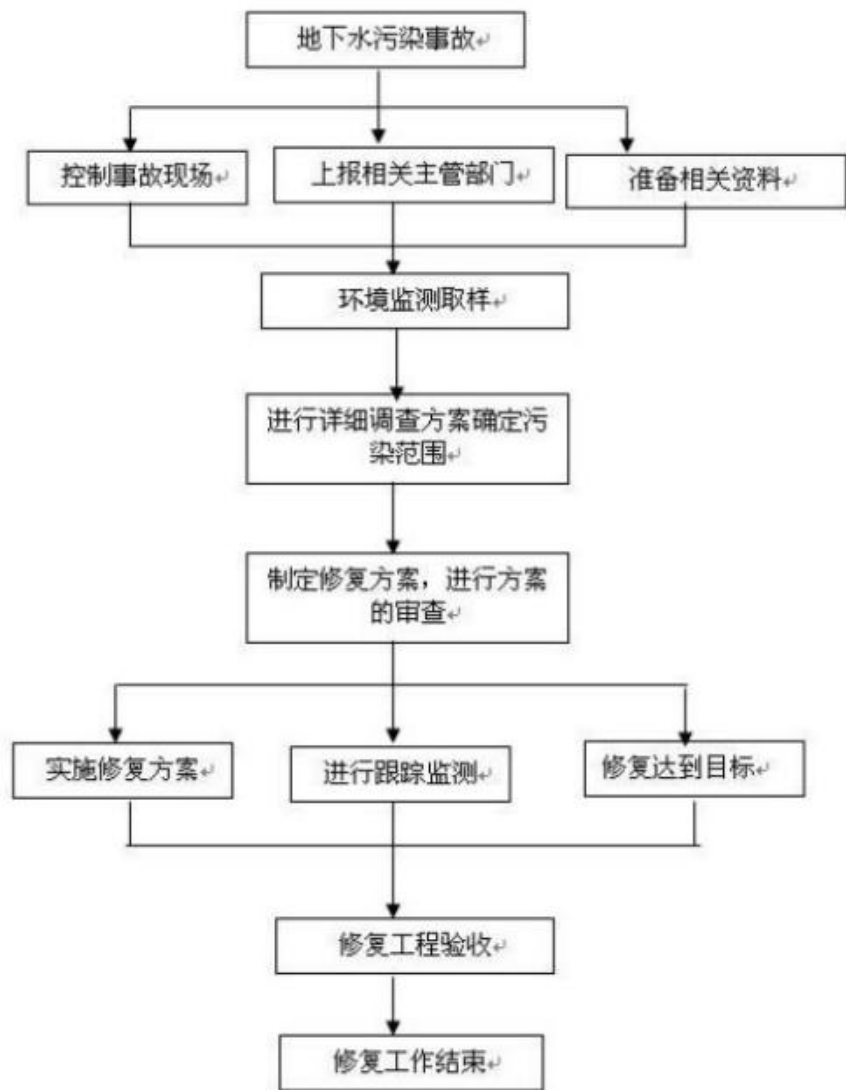 地下水污染事故
控制事故现场
上报相关主管部门
准备相关资料
环境监测取样
进行详细调查方案确定污
染范围
制定修复方案，进行方案
的审查
实施修复方案
进行跟踪监测
修复达到目标
修复工程验收
修复工作结束